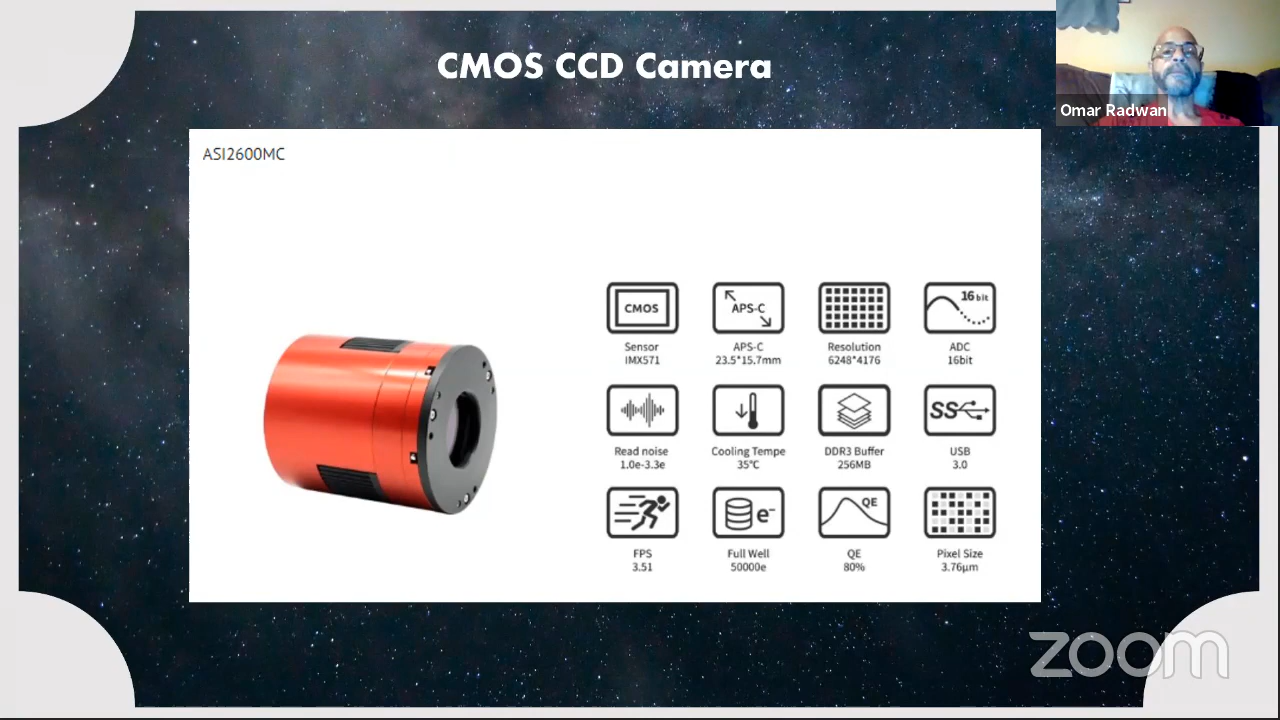 CMOS CCD Camera
Omar Radwan
ASI2600MC
CMOS
APS-C
16 bit
Sensor
IMX571
APS-C
23.5*15.7mm
Resolution
6248*4176
ADC
16bit
SS
Read noise
1.0e-3.3e
Cooling Tempe
35°C
DDR3 Buffer
256MB
USB
3.0
e-
QE
FPS
3.51
Full Well
50000e
QE
80%
Pixel Size
3.76μm
zoom